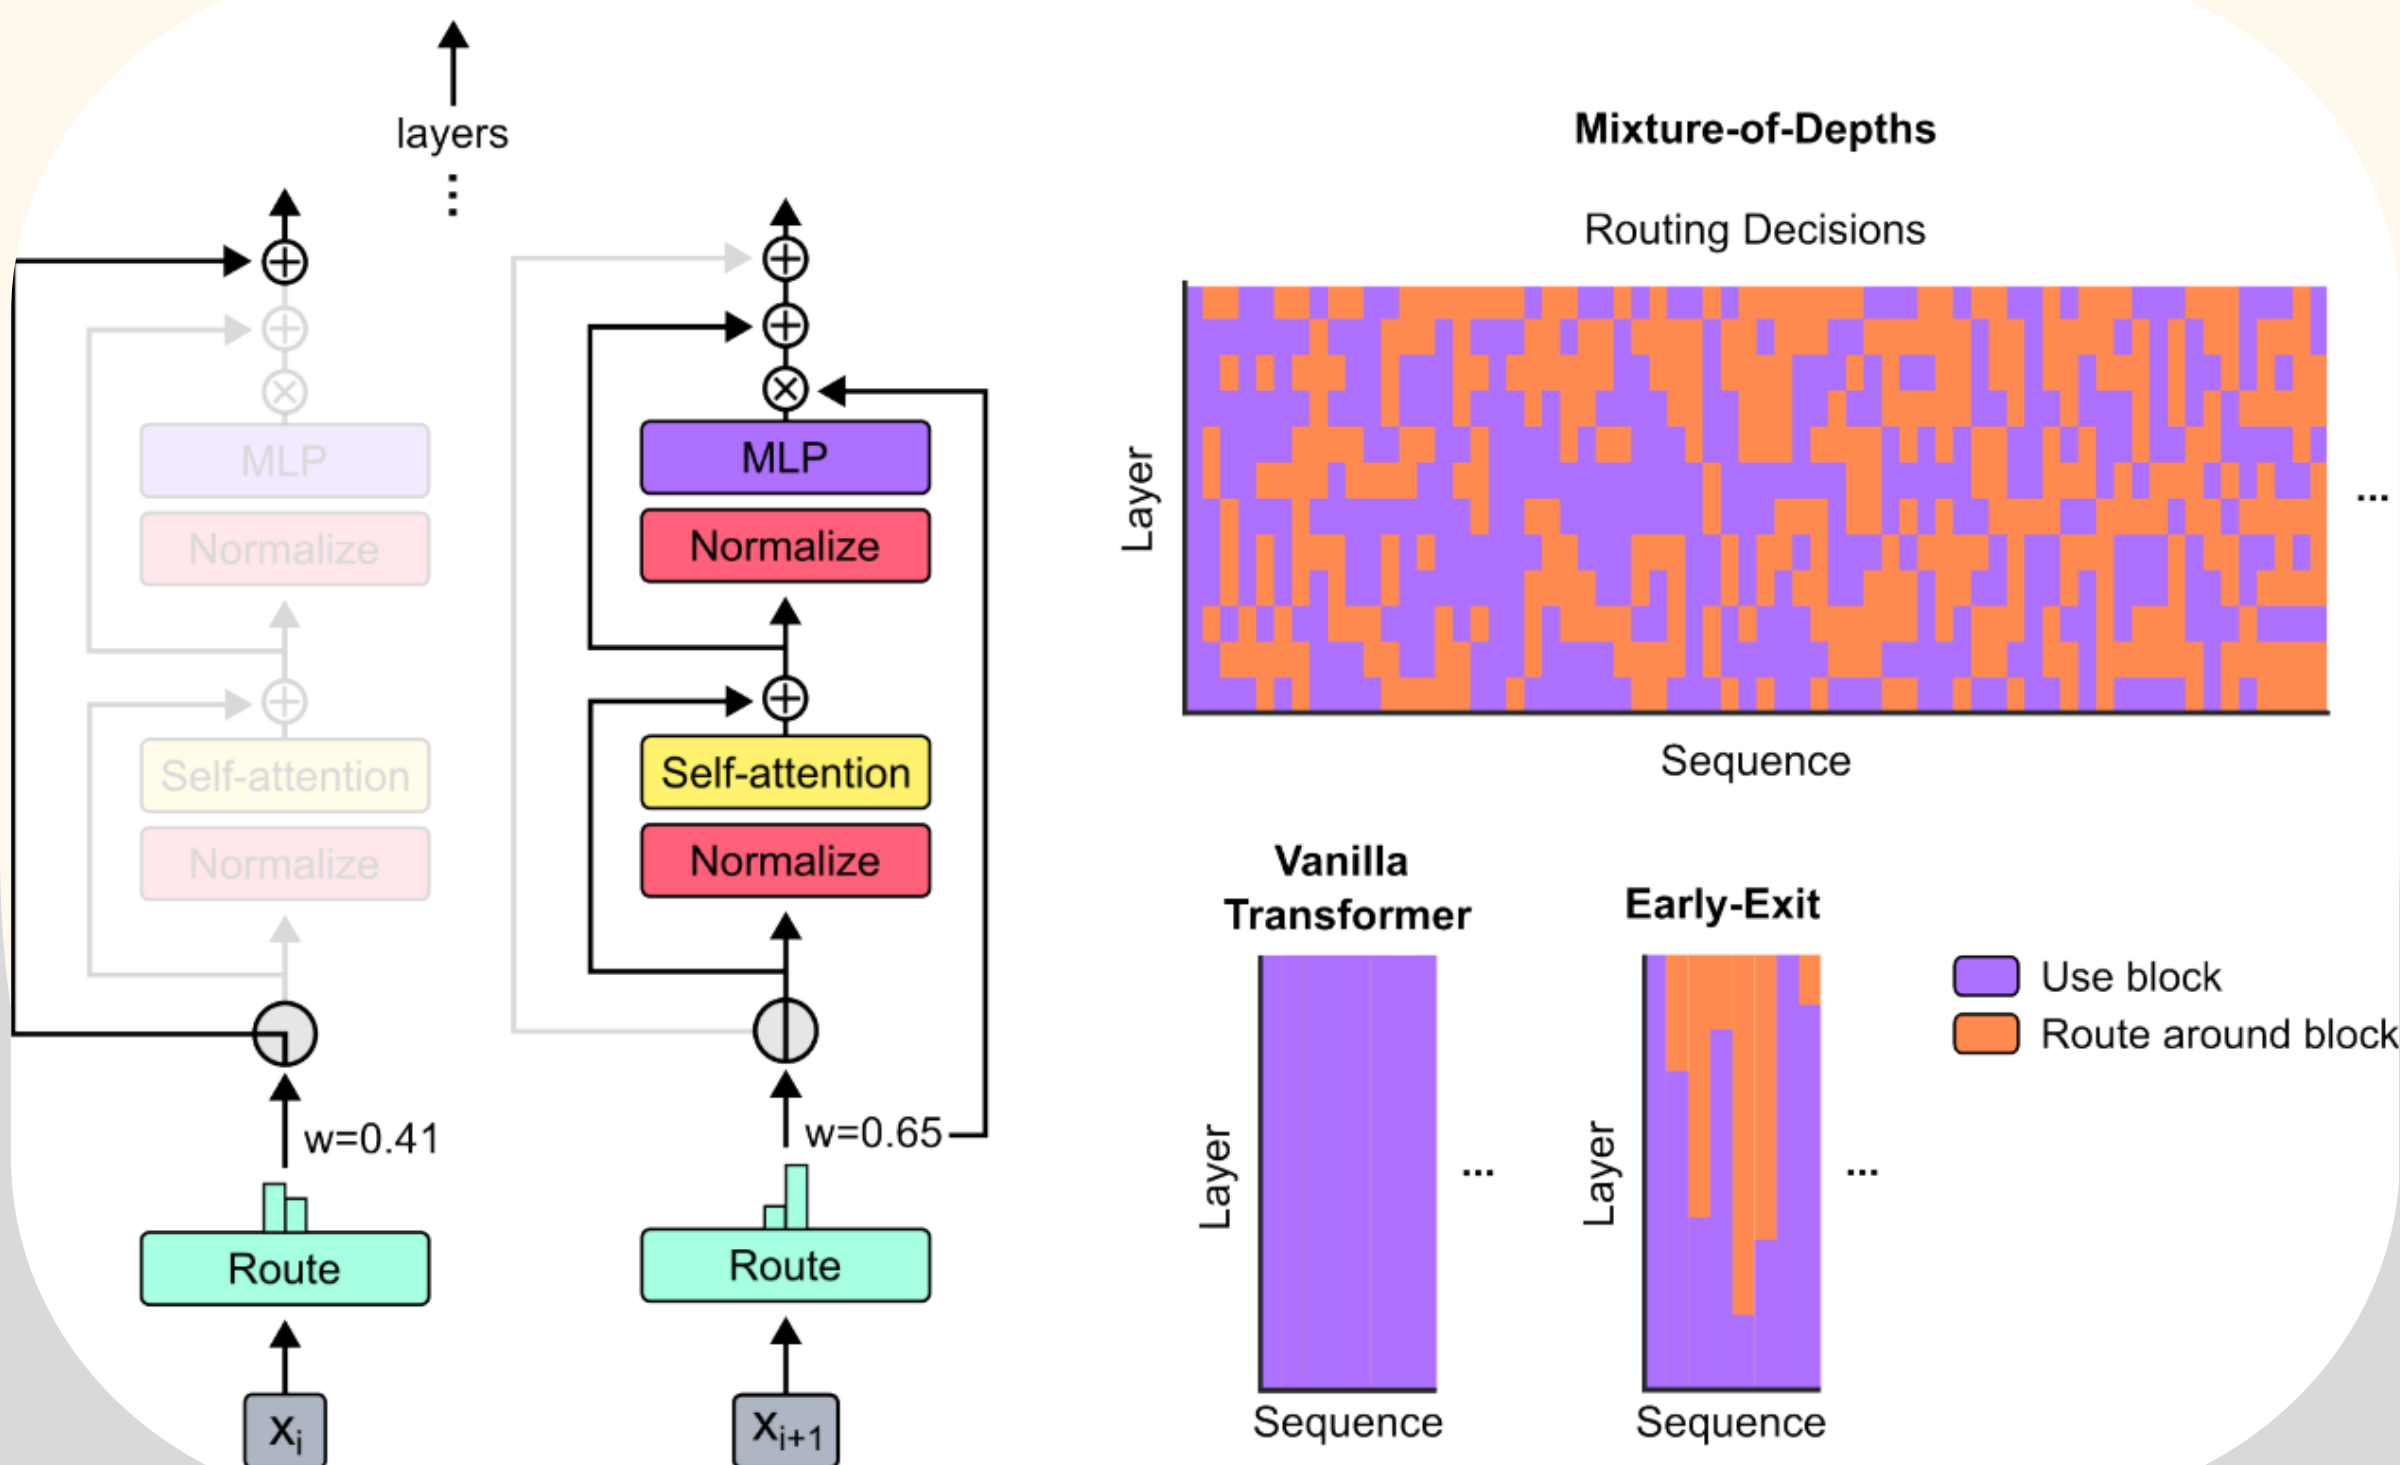 layers
⋮
MLP
Normalize
Self-attention
Normalize
w=0.41
Route
xi
MLP
Normalize
Self-attention
Normalize
w=0.65
Route
xi+1
Mixture-of-Depths
Routing Decisions
Layer
...
Sequence
Vanilla
Transformer
Layer
...
Sequence
Early-Exit
Layer
...
Sequence
Use block
Route around block